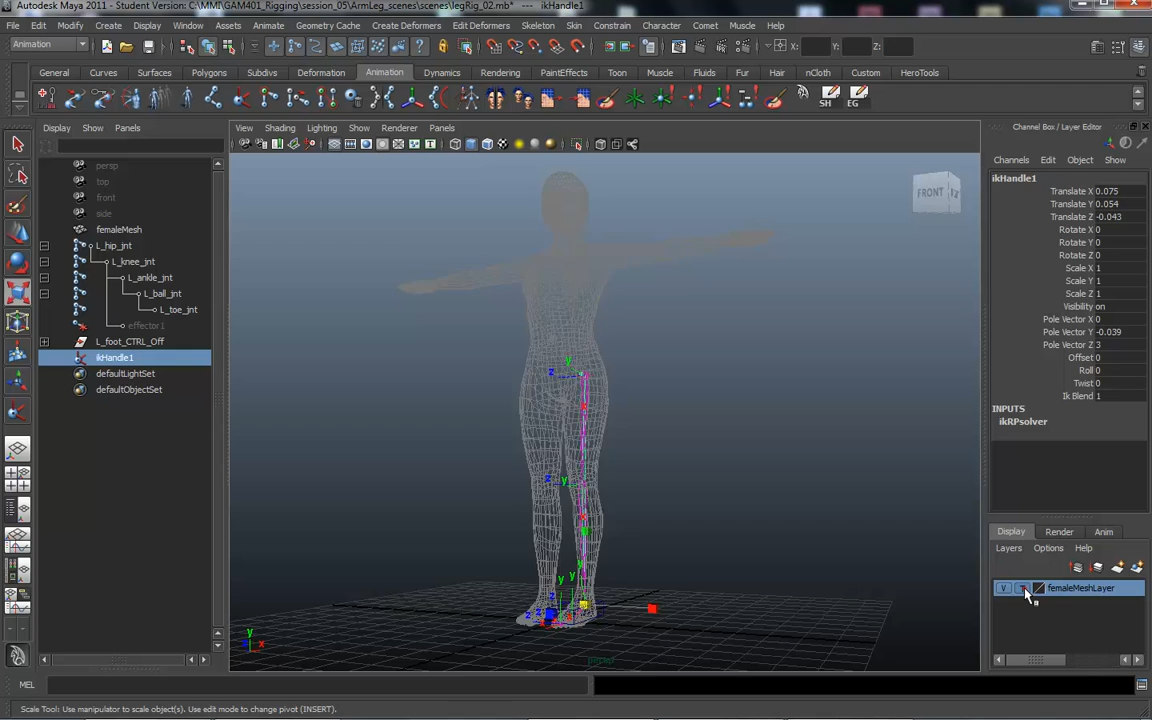 Autodesk Maya 2011 - Student Version: C:\MMI\GAM401_Rigging\session_05\ArmLeg_scenes\scenes\legRig_02.mb* --- ikHandle1
File Edit Modify Create Display Window Assets Animate Geometry Cache Create Deformers Edit Deformers Skeleton Skin Constrain Character Comet Muscle Help
Animation X: Y: Z:
General Curves Surfaces Polygons Subdivs Deformation Animation Dynamics Rendering PaintEffects Toon Muscle Fluids Fur Hair nCloth Custom HeroTools
SH EG
Display Show Panels
View Shading Lighting Show Renderer Panels
Channel Box / Layer Editor
Channels Edit Object Show
persp
top
front
side
femaleMesh
L_hip_jnt
L_knee_jnt
L_ankle_jnt
L_ball_jnt
L_toe_jnt
effector1
L_foot_CTRL_Off
ikHandle1
defaultLightSet
defaultObjectSet
FRONT
y
z
x
z
y
x
y
y
y
z
z
z
x
x
y
x
z
persp
ikHandle1
Translate X 0.075
Translate Y 0.054
Translate Z -0.043
Rotate X 0
Rotate Y 0
Rotate Z 0
Scale X 1
Scale Y 1
Scale Z 1
Visibility on
Pole Vector X 0
Pole Vector Y -0.039
Pole Vector Z 3
Offset 0
Roll 0
Twist 0
Ik Blend 1
INPUTS
ikRPsolver
Display Render Anim
Layers Options Help
V T femaleMeshLayer
MEL
Scale Tool: Use manipulator to scale object(s). Use edit mode to change pivot (INSERT).